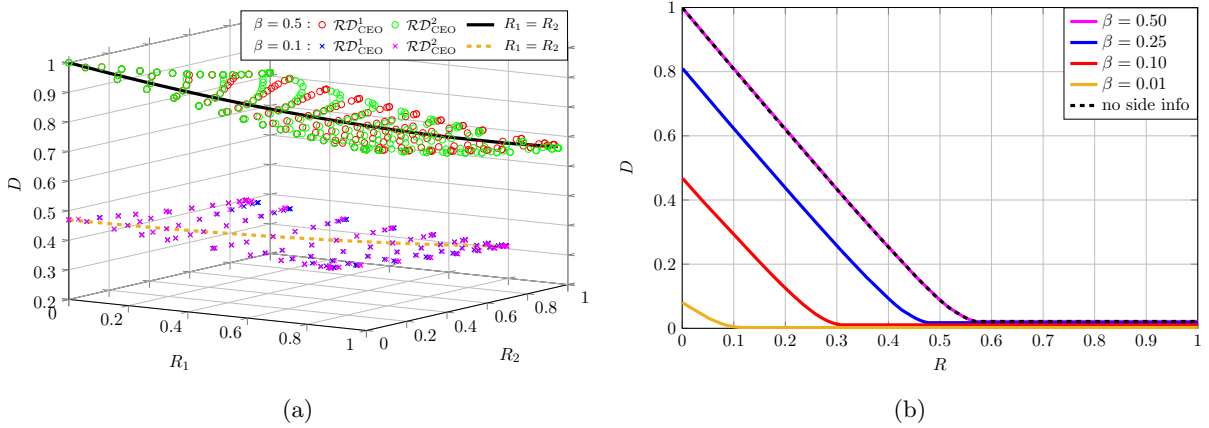 β = 0.5 : ○ RD¹_CEO ○ RD²_CEO R₁ = R₂
β = 0.1 : × RD¹_CEO × RD²_CEO R₁ = R₂
1
0.9
0.8
0.7
0.6
0.5
0.4
0.3
0.2
D
0
0.2
0.4
0.6
0.8
1
R₁
0
0.2
0.4
0.6
0.8
1
R₂
(a)
β = 0.50
β = 0.25
β = 0.10
β = 0.01
no side info
1
0.8
0.6
0.4
0.2
0
D
0 0.1 0.2 0.3 0.4 0.5 0.6 0.7 0.8 0.9 1
R
(b)